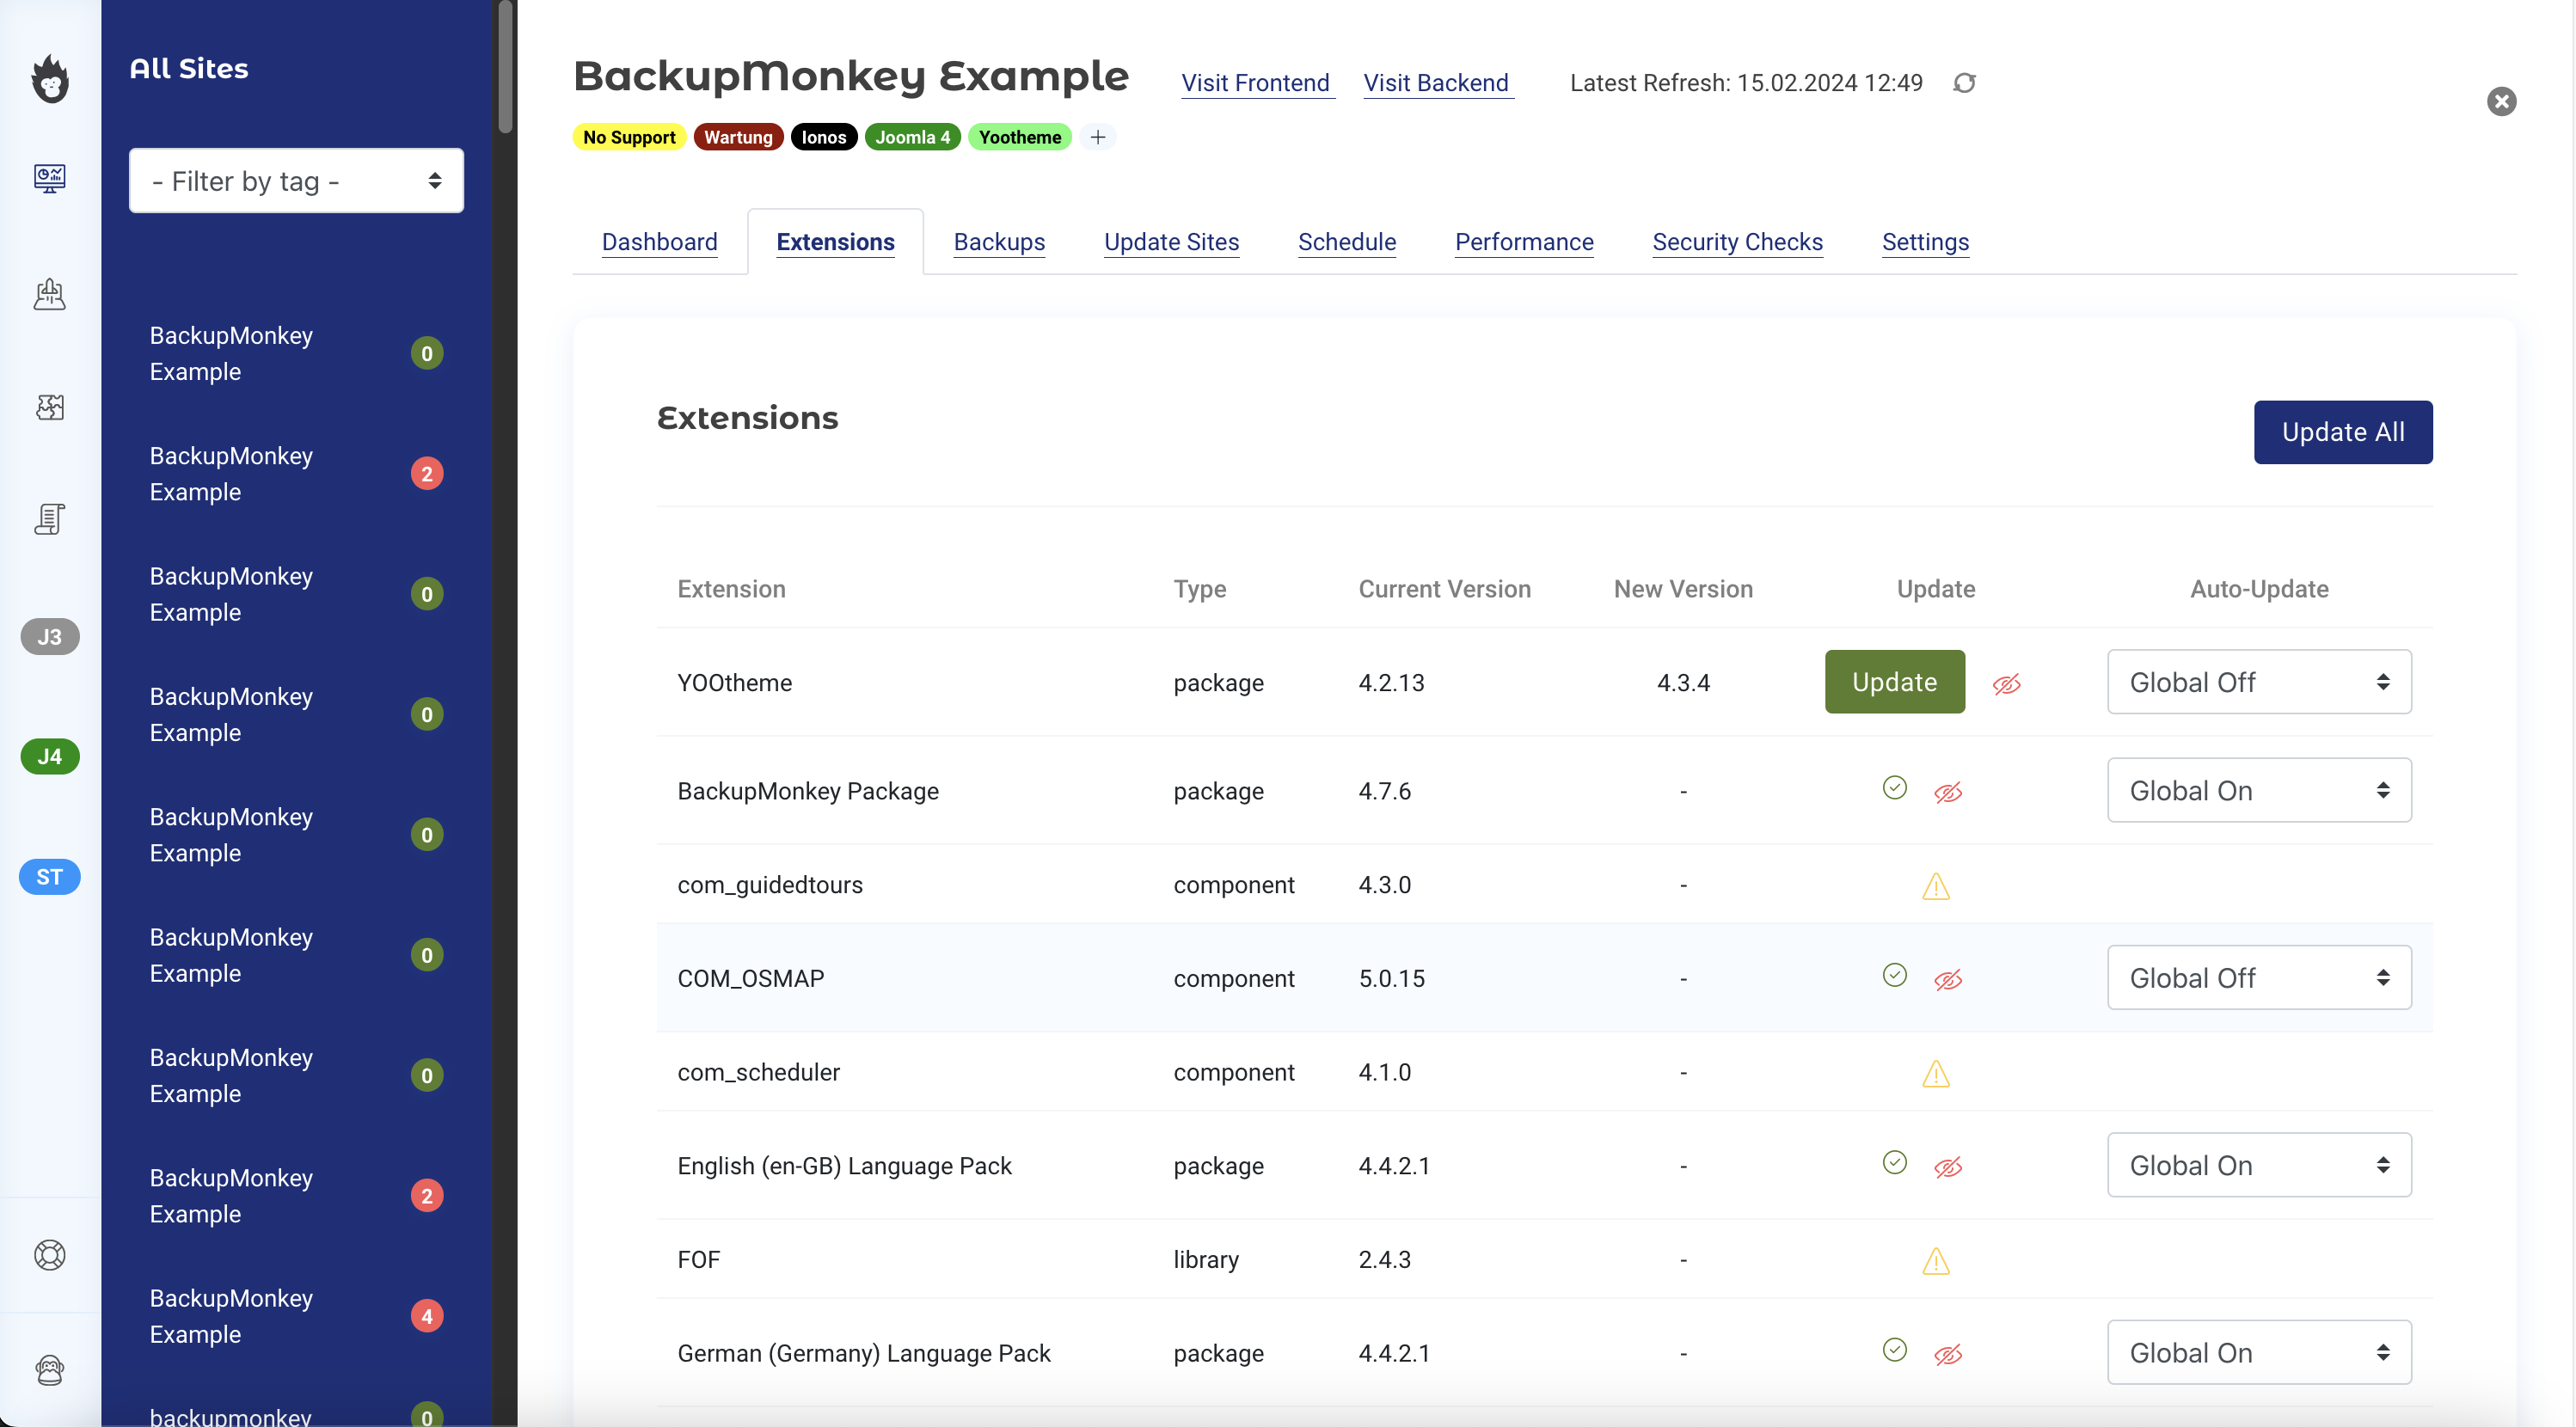 All Sites
- Filter by tag -
BackupMonkey
Example
0
BackupMonkey
Example
2
BackupMonkey
Example
0
BackupMonkey
Example
0
BackupMonkey
Example
0
BackupMonkey
Example
0
BackupMonkey
Example
0
BackupMonkey
Example
2
BackupMonkey
Example
4
backupmonkey
0
J3
J4
ST
BackupMonkey Example Visit Frontend Visit Backend Latest Refresh: 15.02.2024 12:49
No Support Wartung Ionos Joomla 4 Yootheme +
Dashboard Extensions Backups Update Sites Schedule Performance Security Checks Settings
Extensions Update All
Extension Type Current Version New Version Update Auto-Update
YOOtheme package 4.2.13 4.3.4 Update Global Off
BackupMonkey Package package 4.7.6 - Global On
com_guidedtours component 4.3.0 -
COM_OSMAP component 5.0.15 - Global Off
com_scheduler component 4.1.0 -
English (en-GB) Language Pack package 4.4.2.1 - Global On
FOF library 2.4.3 -
German (Germany) Language Pack package 4.4.2.1 - Global On